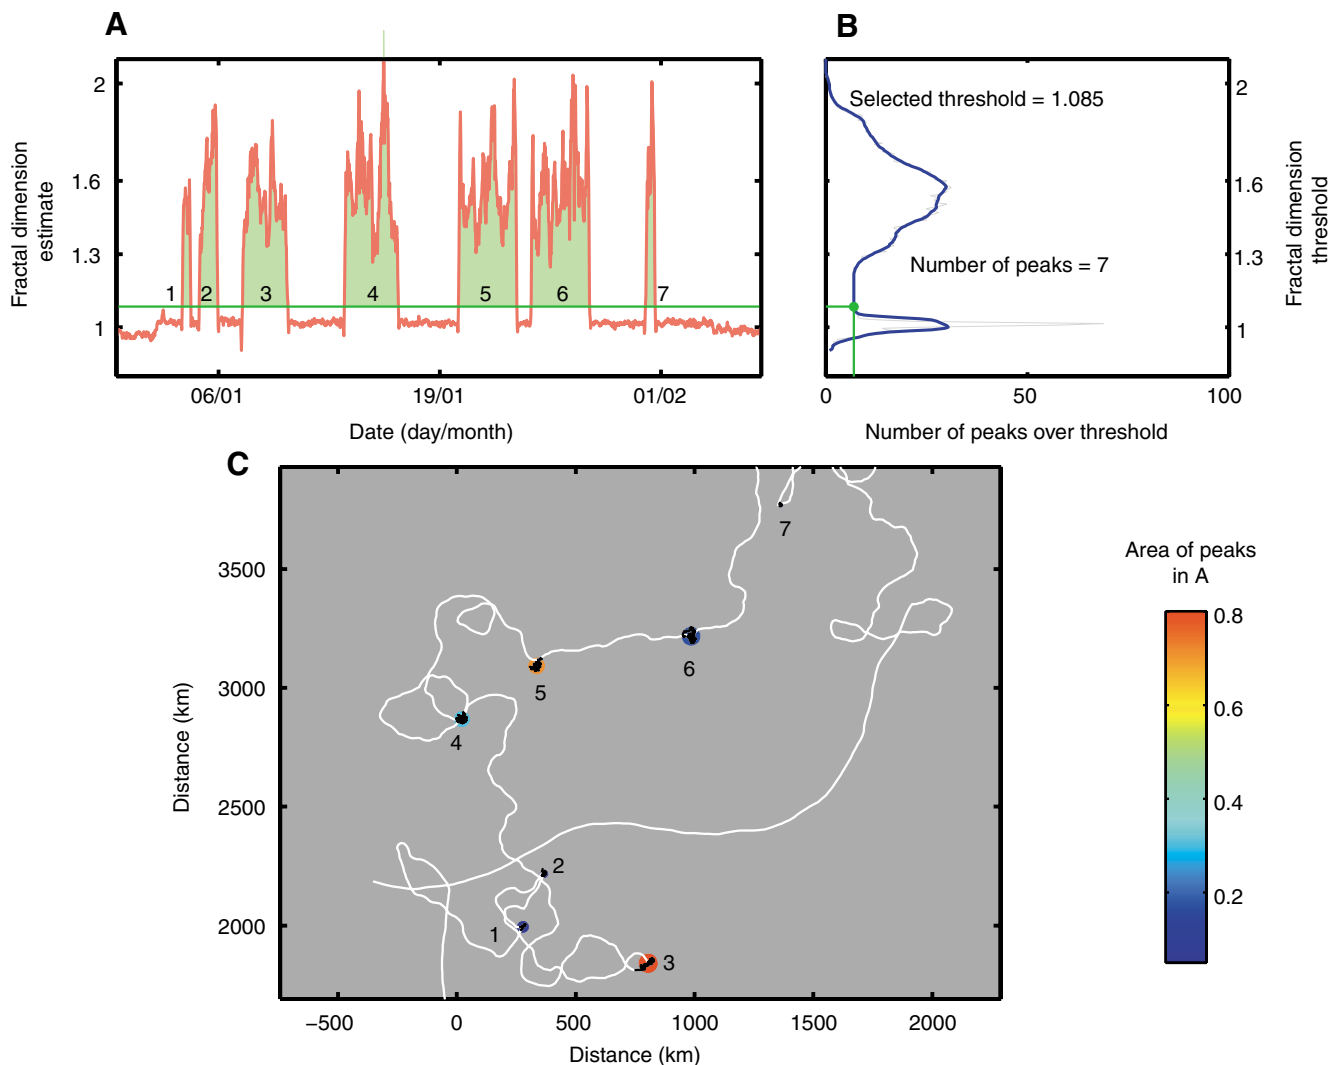 A
Fractal dimension
estimate
2
1.6
1.3
1
1
2
3
4
5
6
7
06/01
19/01
01/02
Date (day/month)
B
Selected threshold = 1.085
Number of peaks = 7
2
1.6
1.3
1
Fractal dimension
threshold
0
50
100
Number of peaks over threshold
C
Distance (km)
3500
3000
2500
2000
7
6
5
4
2
1
3
−500
0
500
1000
1500
2000
Distance (km)
Area of peaks
in A
0.8
0.6
0.4
0.2